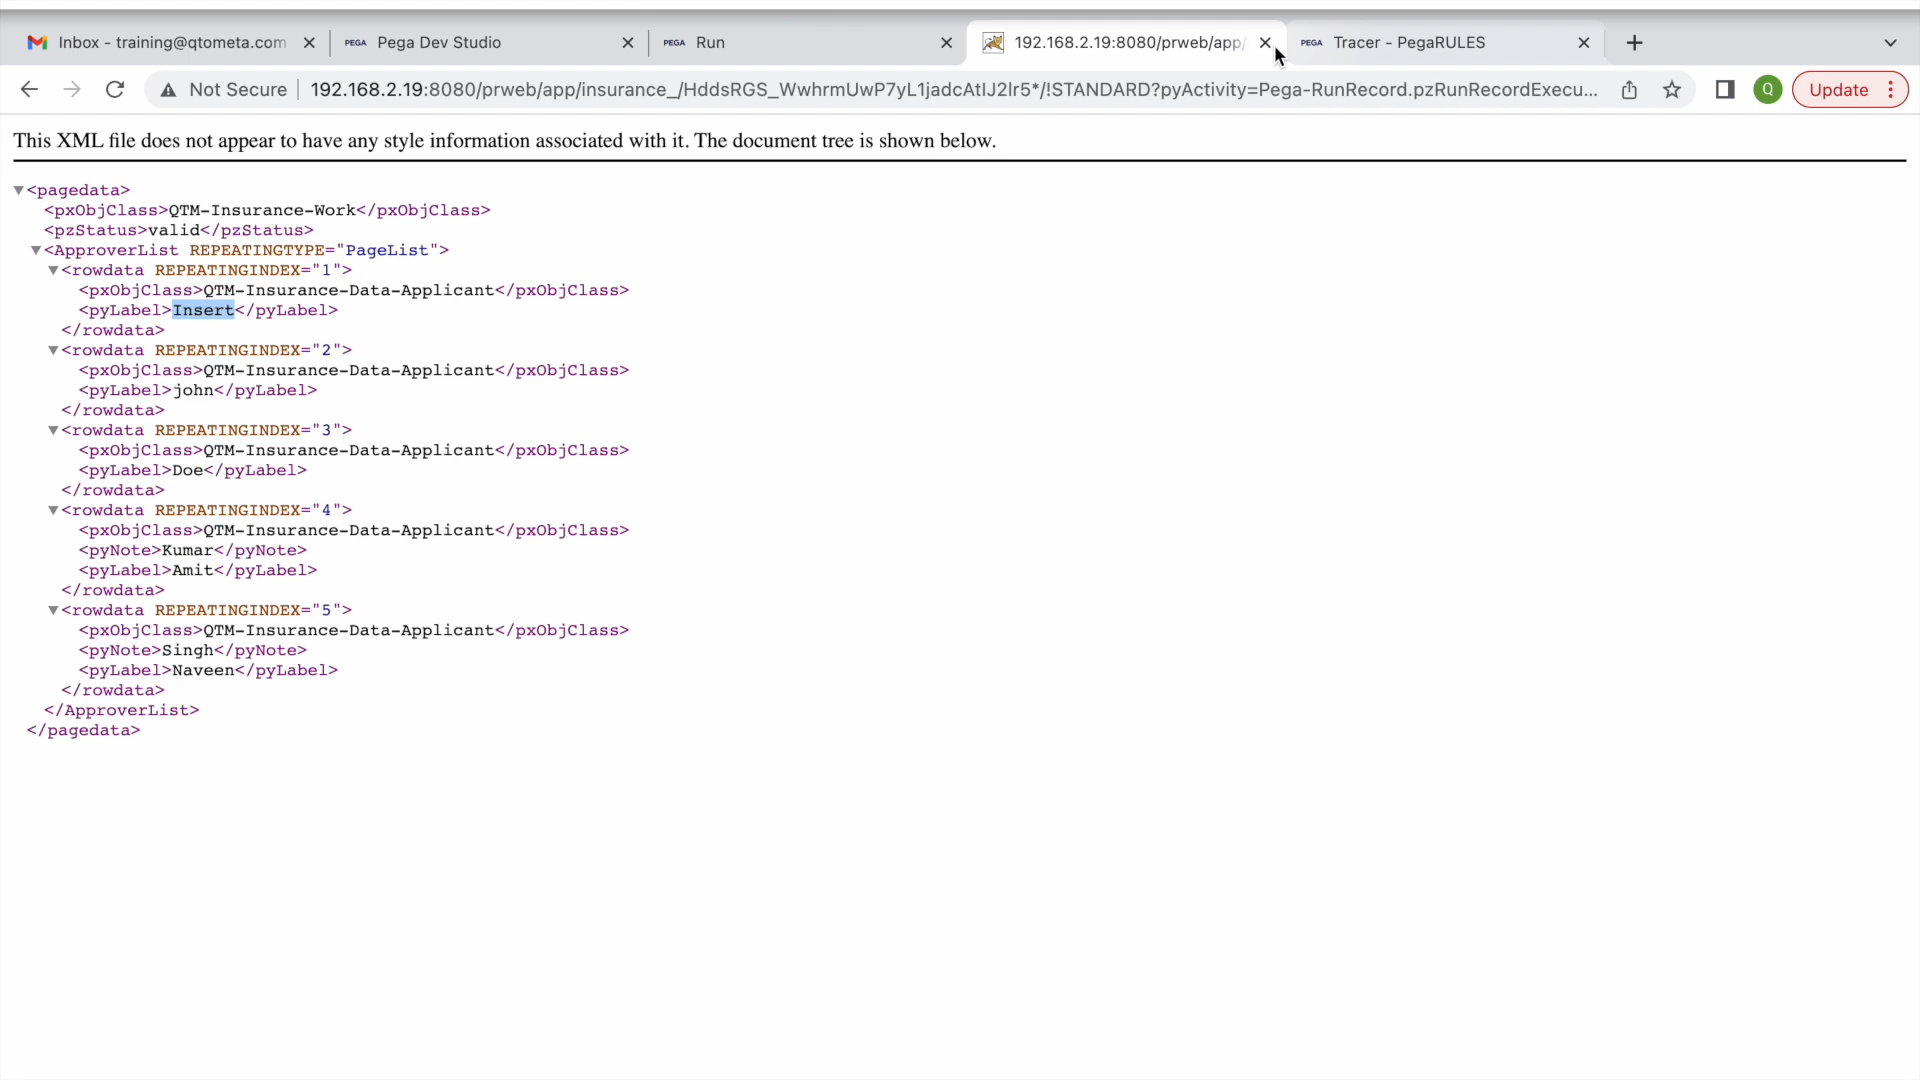 Inbox - training@qtometa.com
PEGA Pega Dev Studio
PEGA Run
192.168.2.19:8080/prweb/app/
PEGA Tracer - PegaRULES
Not Secure 192.168.2.19:8080/prweb/app/insurance_/HddsRGS_WwhrmUwP7yL1jadcAtIJ2lr5*/!STANDARD?pyActivity=Pega-RunRecord.pzRunRecordExecu... Q Update
This XML file does not appear to have any style information associated with it. The document tree is shown below.
<pagedata>
<pxObjClass>QTM-Insurance-Work</pxObjClass>
<pzStatus>valid</pzStatus>
<ApproverList REPEATINGTYPE="PageList">
<rowdata REPEATINGINDEX="1">
<pxObjClass>QTM-Insurance-Data-Applicant</pxObjClass>
<pyLabel>Insert</pyLabel>
</rowdata>
<rowdata REPEATINGINDEX="2">
<pxObjClass>QTM-Insurance-Data-Applicant</pxObjClass>
<pyLabel>john</pyLabel>
</rowdata>
<rowdata REPEATINGINDEX="3">
<pxObjClass>QTM-Insurance-Data-Applicant</pxObjClass>
<pyLabel>Doe</pyLabel>
</rowdata>
<rowdata REPEATINGINDEX="4">
<pxObjClass>QTM-Insurance-Data-Applicant</pxObjClass>
<pyNote>Kumar</pyNote>
<pyLabel>Amit</pyLabel>
</rowdata>
<rowdata REPEATINGINDEX="5">
<pxObjClass>QTM-Insurance-Data-Applicant</pxObjClass>
<pyNote>Singh</pyNote>
<pyLabel>Naveen</pyLabel>
</rowdata>
</ApproverList>
</pagedata>